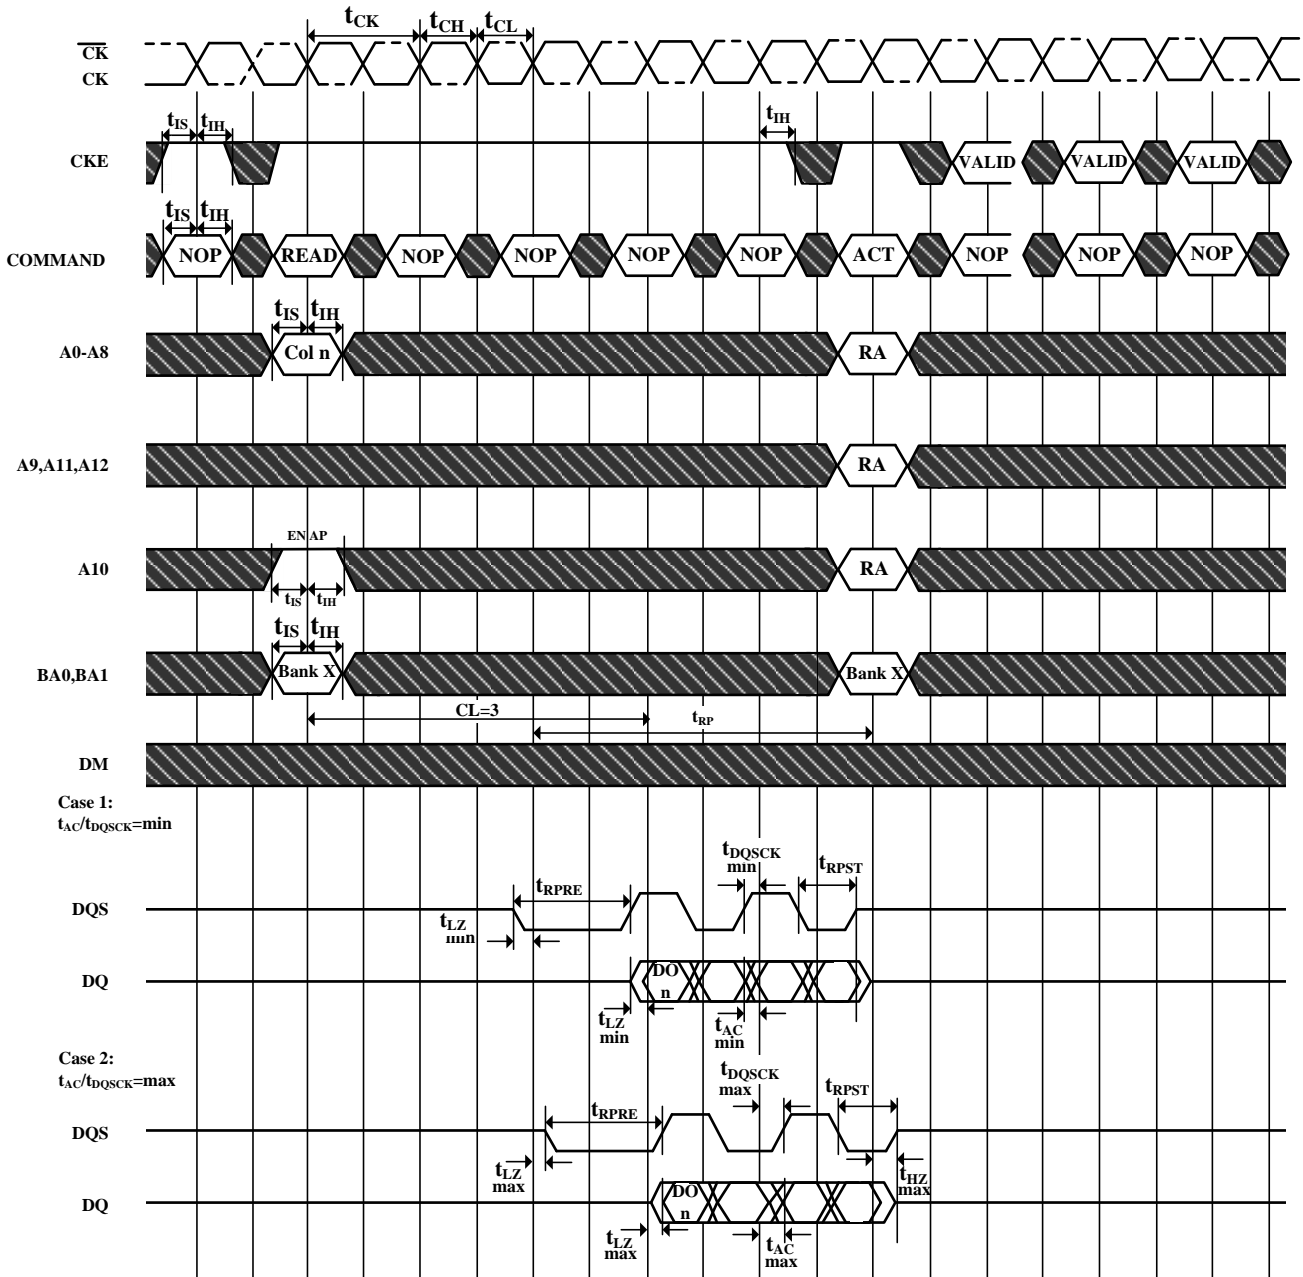 tCK tCH tCL
CK
CK
tIS tIH tIH
CKE VALID VALID VALID
tIS tIH
COMMAND NOP READ NOP NOP NOP NOP ACT NOP NOP NOP
tIS tIH
A0-A8 Col n RA
A9,A11,A12 RA
EN AP
A10 RA
tIS tIH
tIS tIH
BA0,BA1 Bank X Bank X
CL=3
tRP
DM
Case 1:
tAC/tDQSCK=min
tDQSCK
min
tRPST
tRPRE
DQS
tLZ
min
DQ DO
n
tLZ
min
tAC
min
Case 2:
tAC/tDQSCK=max
tDQSCK
max
tRPST
tRPRE
DQS
tLZ
max
tHZ
max
DQ DO
n
tLZ
max
tAC
max